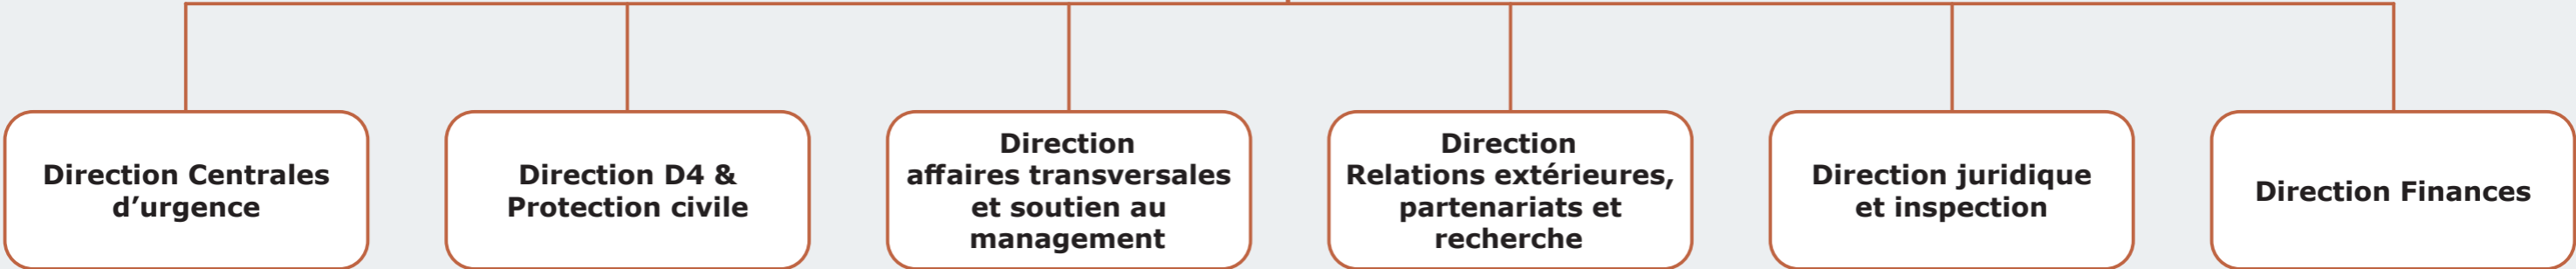 Direction Centrales
d’urgence
Direction D4 &
Protection civile
Direction
affaires transversales
et soutien au
management
Direction
Relations extérieures,
partenariats et
recherche
Direction juridique
et inspection
Direction Finances